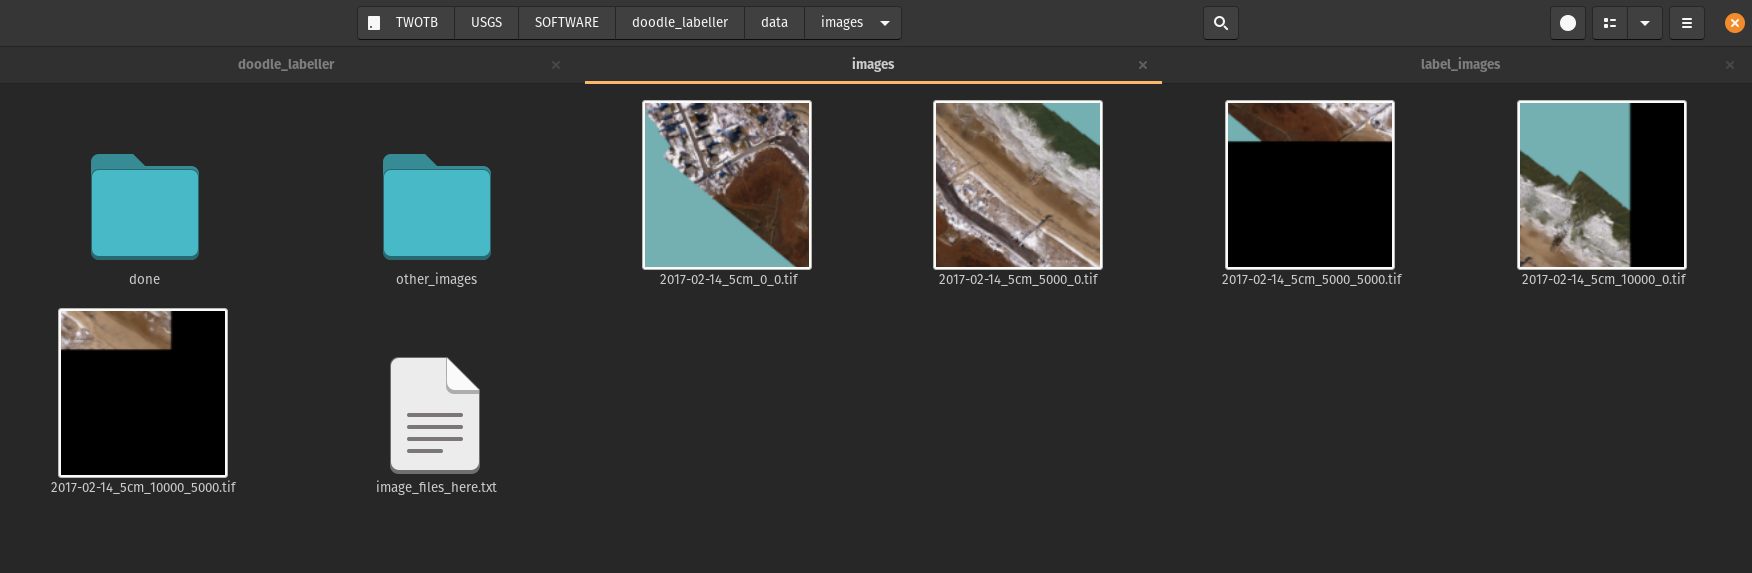 TWOTB USGS SOFTWARE doodle_labeller data images
doodle_labeller images label_images
done other_images 2017-02-14_5cm_0_0.tif 2017-02-14_5cm_5000_0.tif 2017-02-14_5cm_5000_5000.tif 2017-02-14_5cm_10000_0.tif
2017-02-14_5cm_10000_5000.tif image_files_here.txt